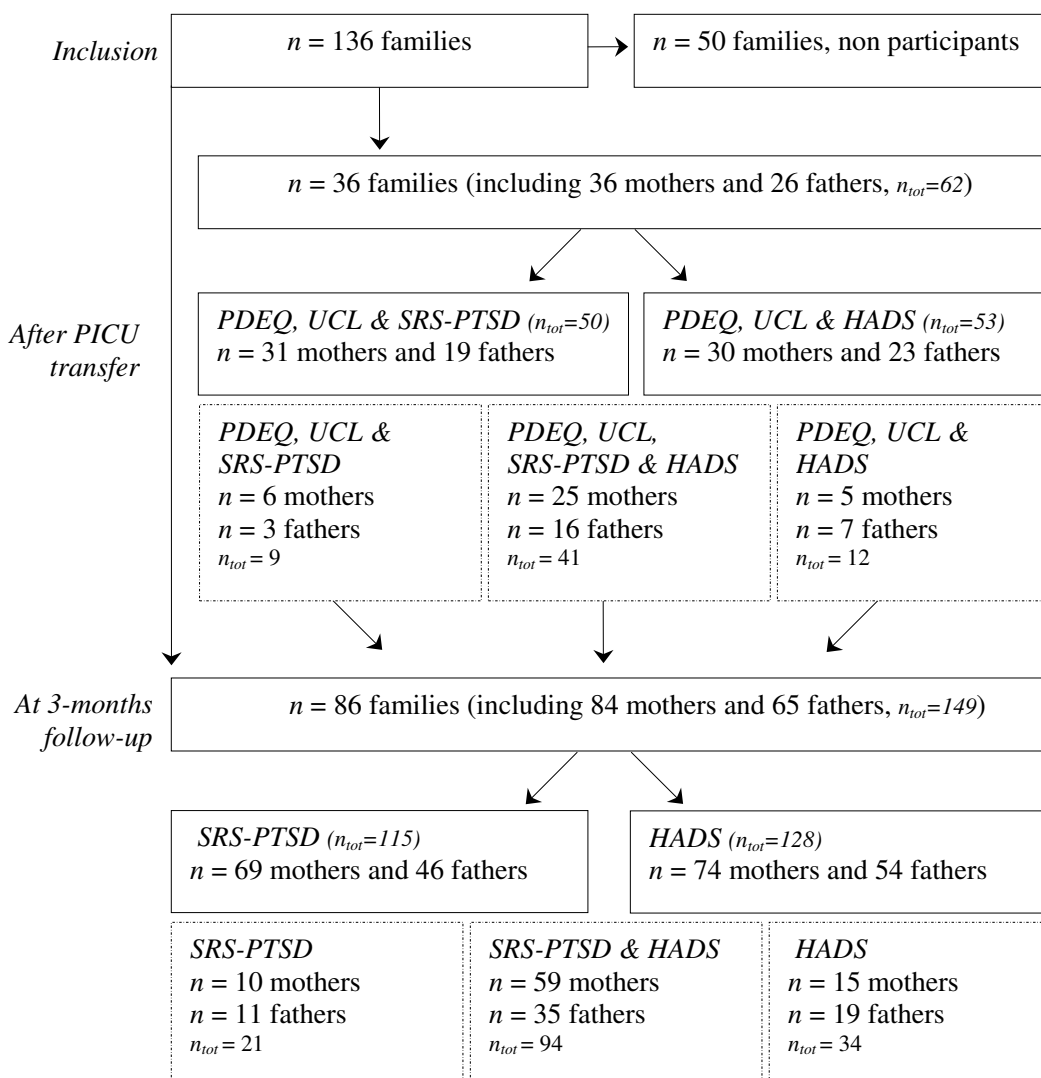 Inclusion
n = 136 families
n = 50 families, non participants
n = 36 families (including 36 mothers and 26 fathers, ntot=62)
After PICU
transfer
PDEQ, UCL & SRS-PTSD (ntot=50)
n = 31 mothers and 19 fathers
PDEQ, UCL & HADS (ntot=53)
n = 30 mothers and 23 fathers
PDEQ, UCL &
SRS-PTSD
n = 6 mothers
n = 3 fathers
ntot = 9
PDEQ, UCL,
SRS-PTSD & HADS
n = 25 mothers
n = 16 fathers
ntot = 41
PDEQ, UCL &
HADS
n = 5 mothers
n = 7 fathers
ntot = 12
At 3-months
follow-up
n = 86 families (including 84 mothers and 65 fathers, ntot=149)
SRS-PTSD (ntot=115)
n = 69 mothers and 46 fathers
HADS (ntot=128)
n = 74 mothers and 54 fathers
SRS-PTSD
n = 10 mothers
n = 11 fathers
ntot = 21
SRS-PTSD & HADS
n = 59 mothers
n = 35 fathers
ntot = 94
HADS
n = 15 mothers
n = 19 fathers
ntot = 34